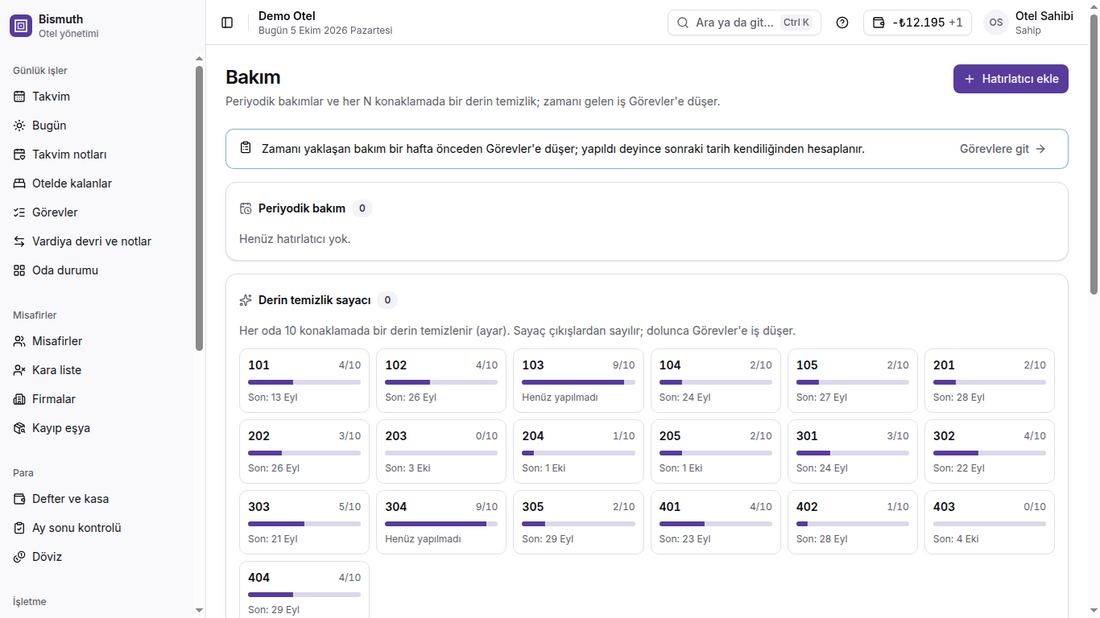 Bismuth
Otel yönetimi
Günlük işler
Takvim
Bugün
Takvim notları
Otelde kalanlar
Görevler
Vardiya devri ve notlar
Oda durumu
Misafirler
Misafirler
Kara liste
Firmalar
Kayıp eşya
Para
Defter ve kasa
Ay sonu kontrolü
Döviz
İşletme
Demo Otel
Bugün 5 Ekim 2026 Pazartesi
Ara ya da git... Ctrl K
-₺12.195 +1
OS
Otel Sahibi
Sahip
Bakım
Periyodik bakımlar ve her N konaklamada bir derin temizlik; zamanı gelen iş Görevler'e düşer.
Hatırlatıcı ekle
Zamanı yaklaşan bakım bir hafta önceden Görevler'e düşer; yapıldı deyince sonraki tarih kendiliğinden hesaplanır.
Görevlere git
Periyodik bakım 0
Henüz hatırlatıcı yok.
Derin temizlik sayacı 0
Her oda 10 konaklamada bir derin temizlenir (ayar). Sayaç çıkışlardan sayılır; dolunca Görevler'e iş düşer.
101 4/10
Son: 13 Eyl
102 4/10
Son: 26 Eyl
103 9/10
Henüz yapılmadı
104 2/10
Son: 24 Eyl
105 2/10
Son: 27 Eyl
201 2/10
Son: 28 Eyl
202 3/10
Son: 26 Eyl
203 0/10
Son: 3 Eki
204 1/10
Son: 1 Eki
205 2/10
Son: 1 Eki
301 3/10
Son: 24 Eyl
302 4/10
Son: 22 Eyl
303 5/10
Son: 21 Eyl
304 9/10
Henüz yapılmadı
305 2/10
Son: 29 Eyl
401 4/10
Son: 23 Eyl
402 1/10
Son: 28 Eyl
403 0/10
Son: 4 Eki
404 4/10
Son: 29 Eyl